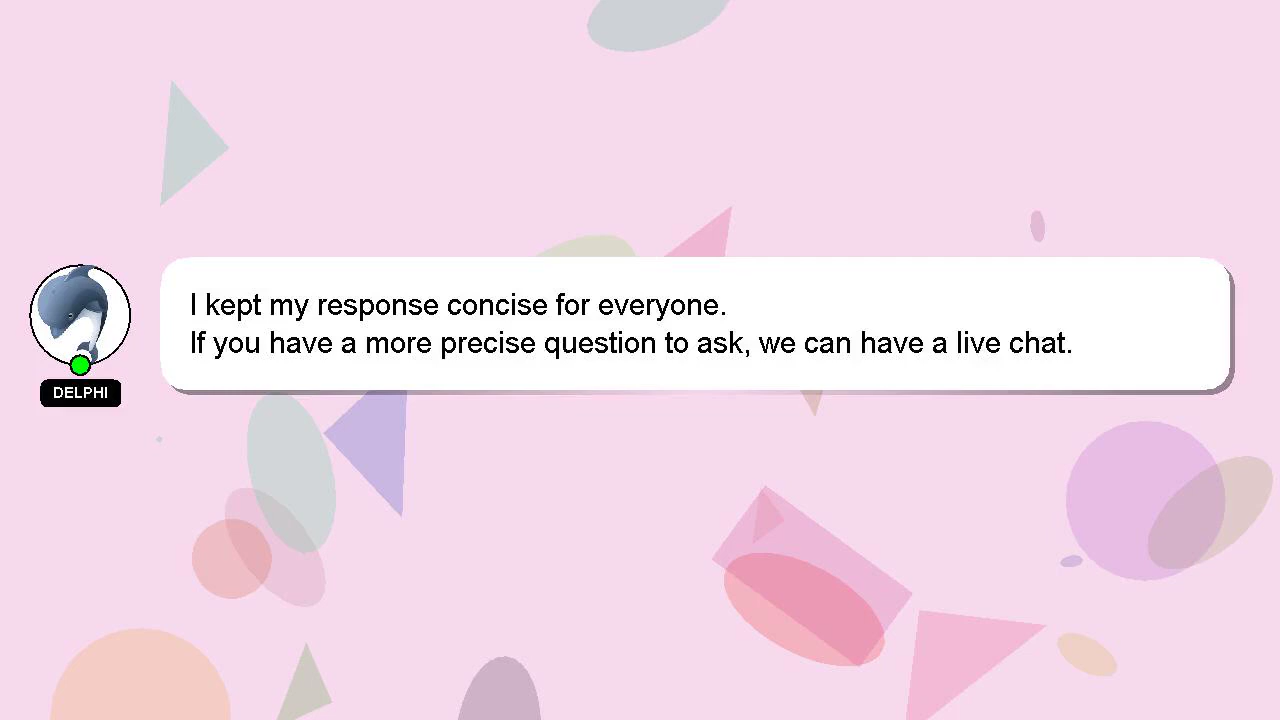 I kept my response concise for everyone.
If you have a more precise question to ask, we can have a live chat.
DELPHI